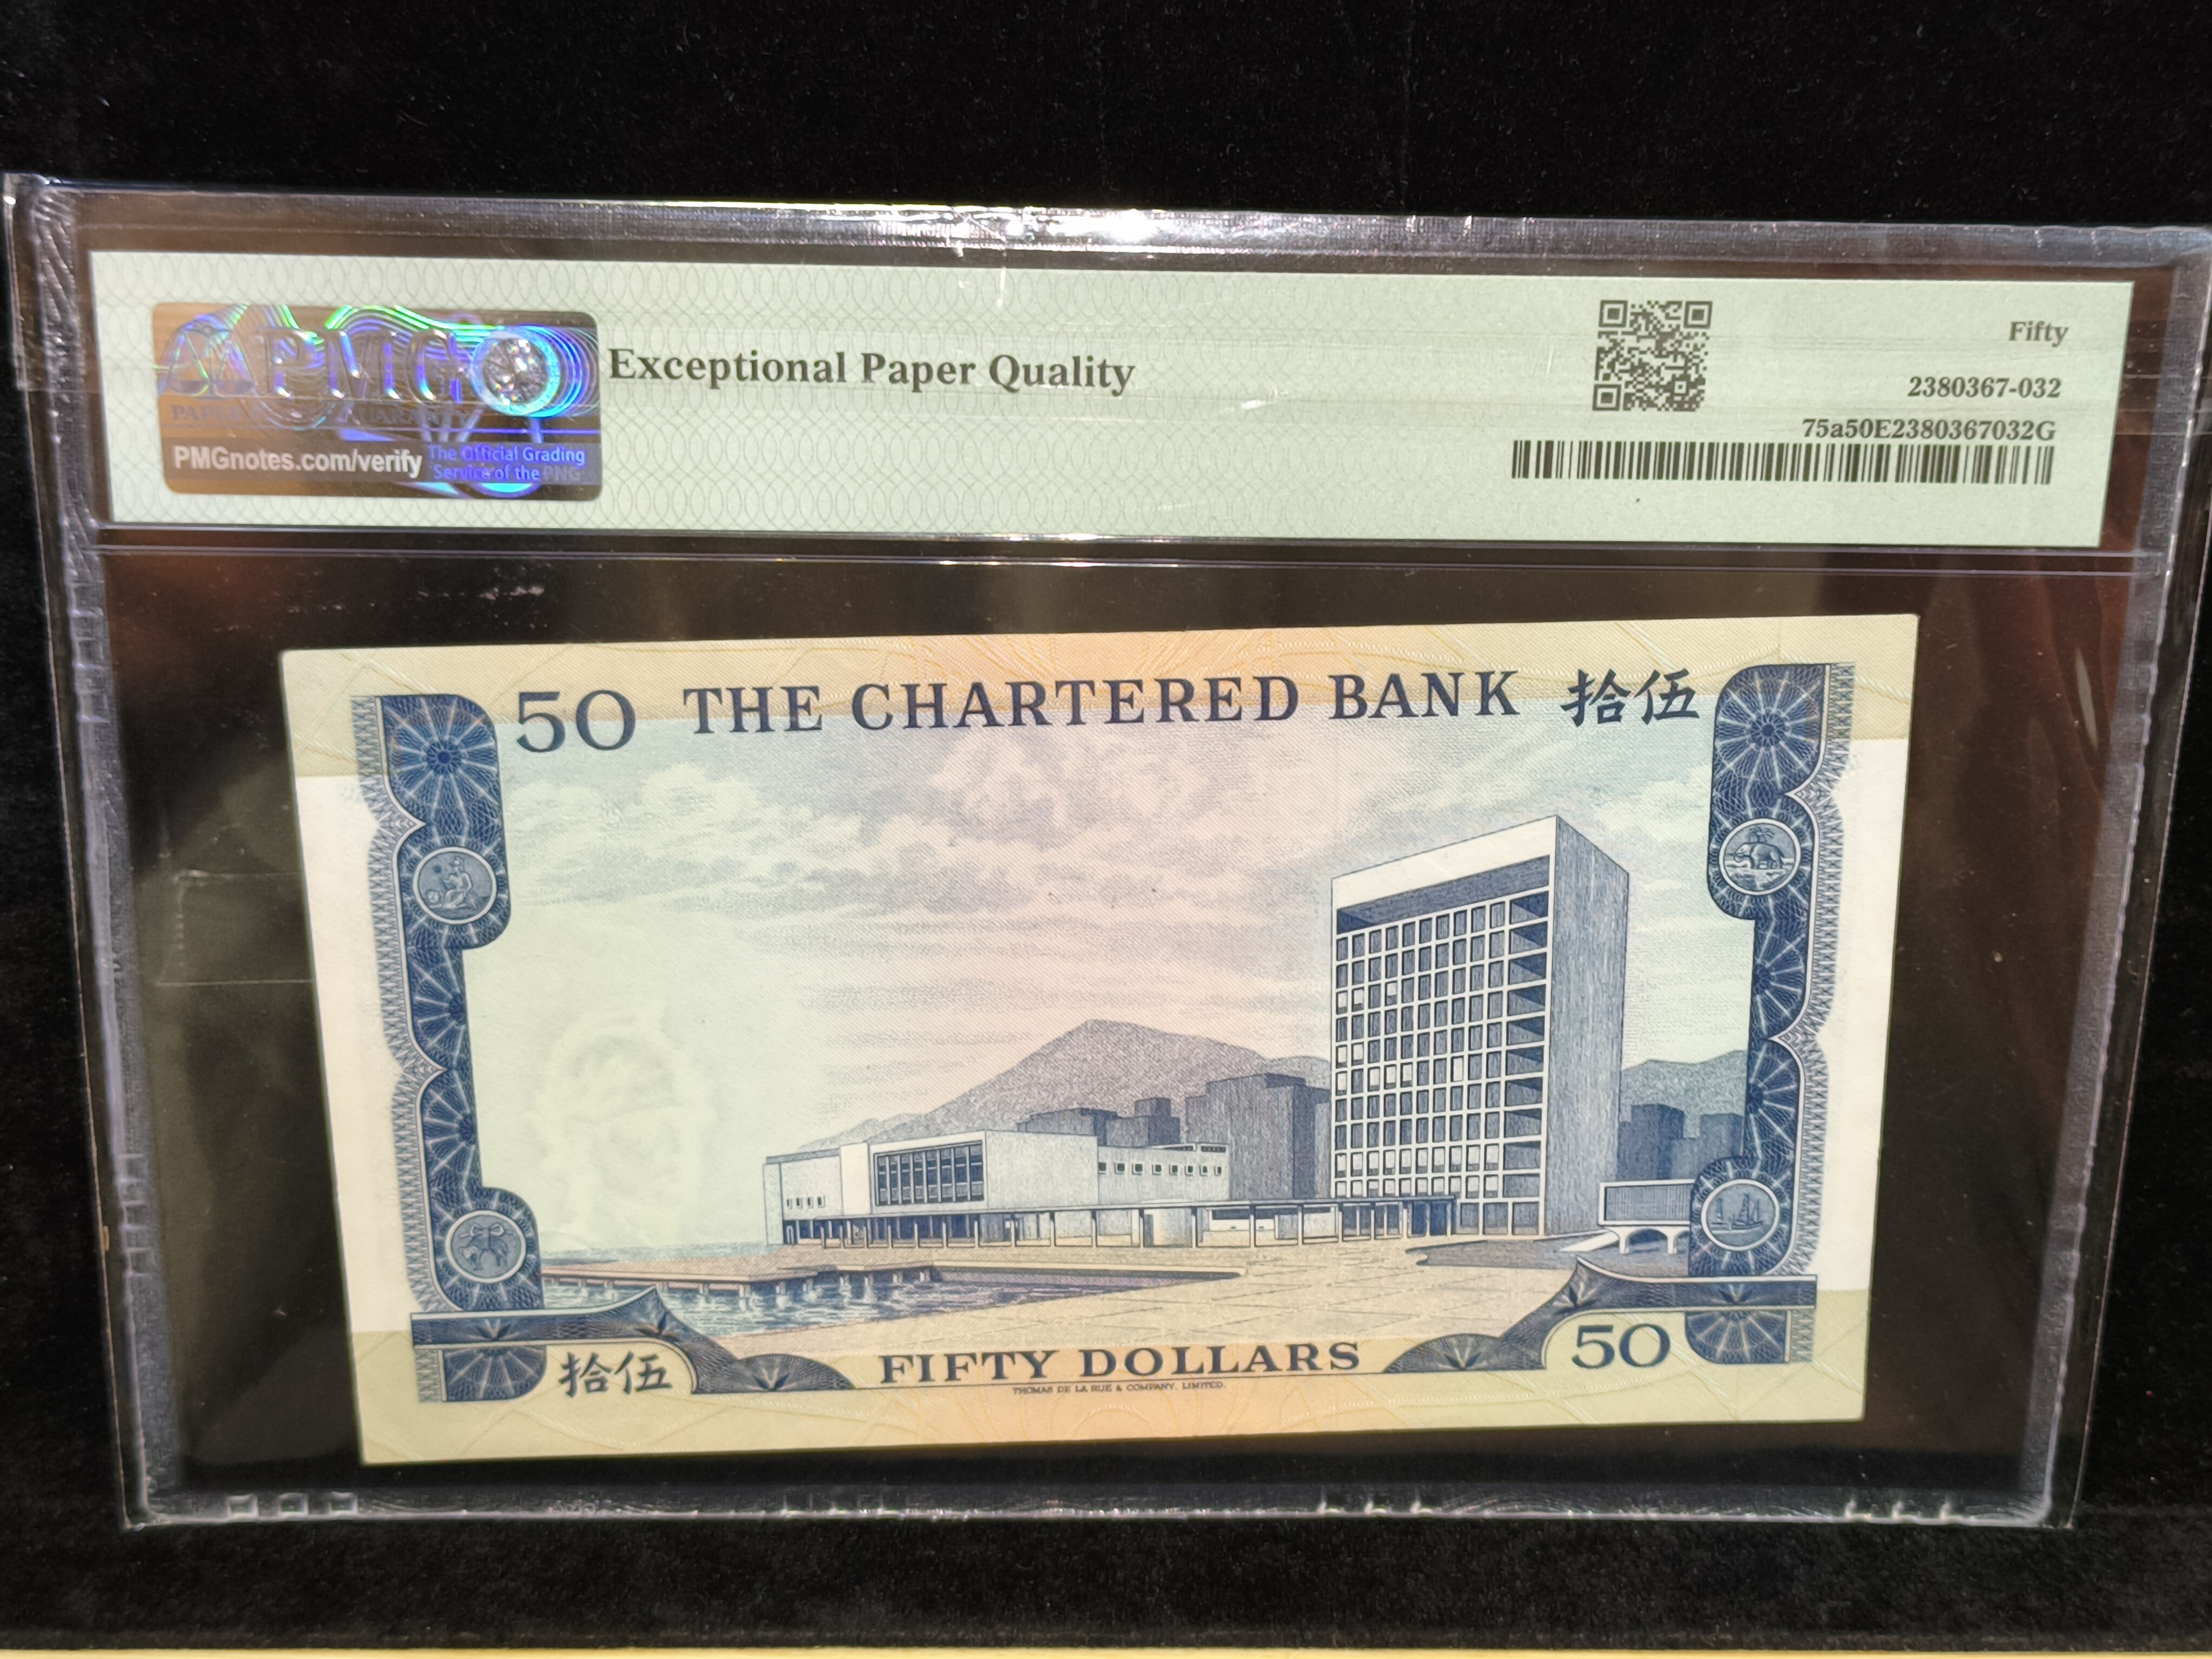 PMG
PAPER
PMGnotes.com/verify
The Official Grading
Service of the PNG
Exceptional Paper Quality
Fifty
2380367-032
75a50E2380367032G
50 THE CHARTERED BANK 拾伍
拾伍 FIFTY DOLLARS 50
THOMAS DE LA RUE & COMPANY, LIMITED.